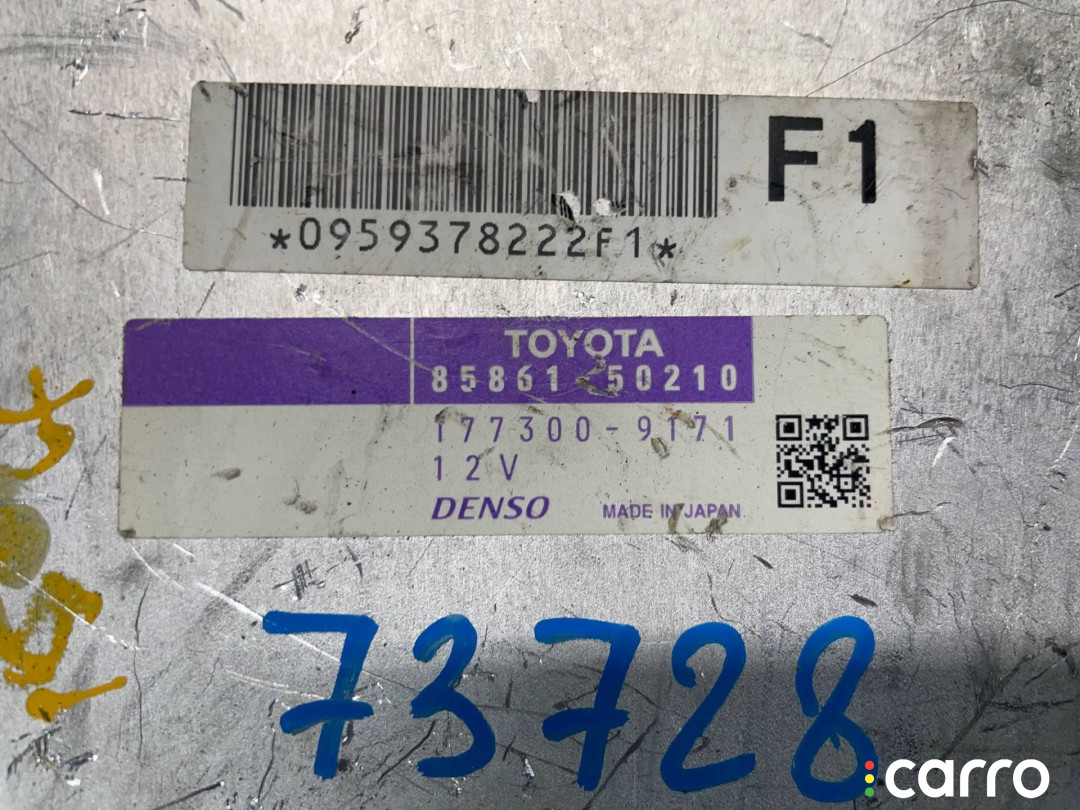 F1
*0959378222F1*
TOYOTA
85861-50210
177300-9171
12V
DENSO MADE IN JAPAN
73728
carro